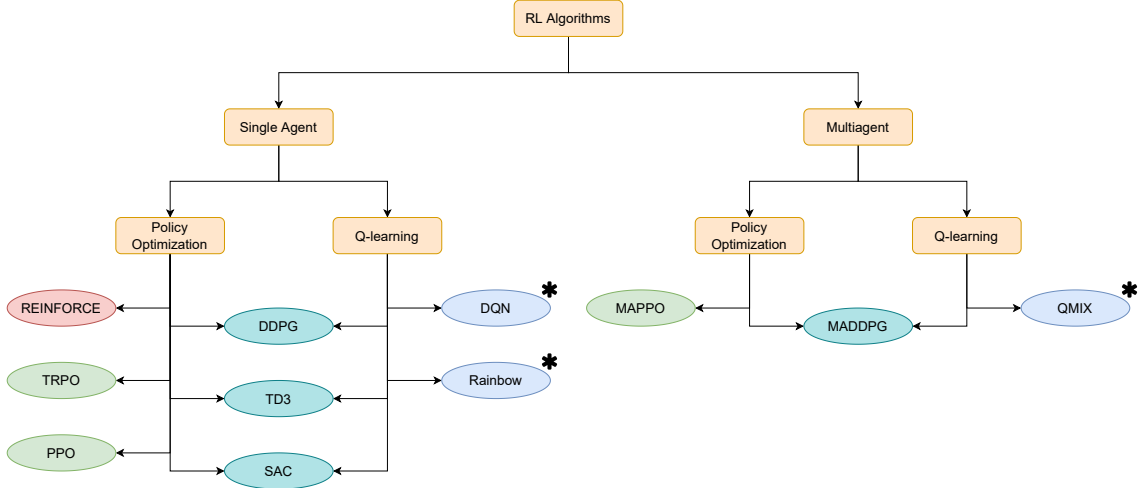 RL Algorithms
Single Agent
Multiagent
Policy
Optimization
Q-learning
Policy
Optimization
Q-learning
REINFORCE
DDPG
DQN
*
MAPPO
MADDPG
QMIX
*
TRPO
TD3
Rainbow
*
PPO
SAC